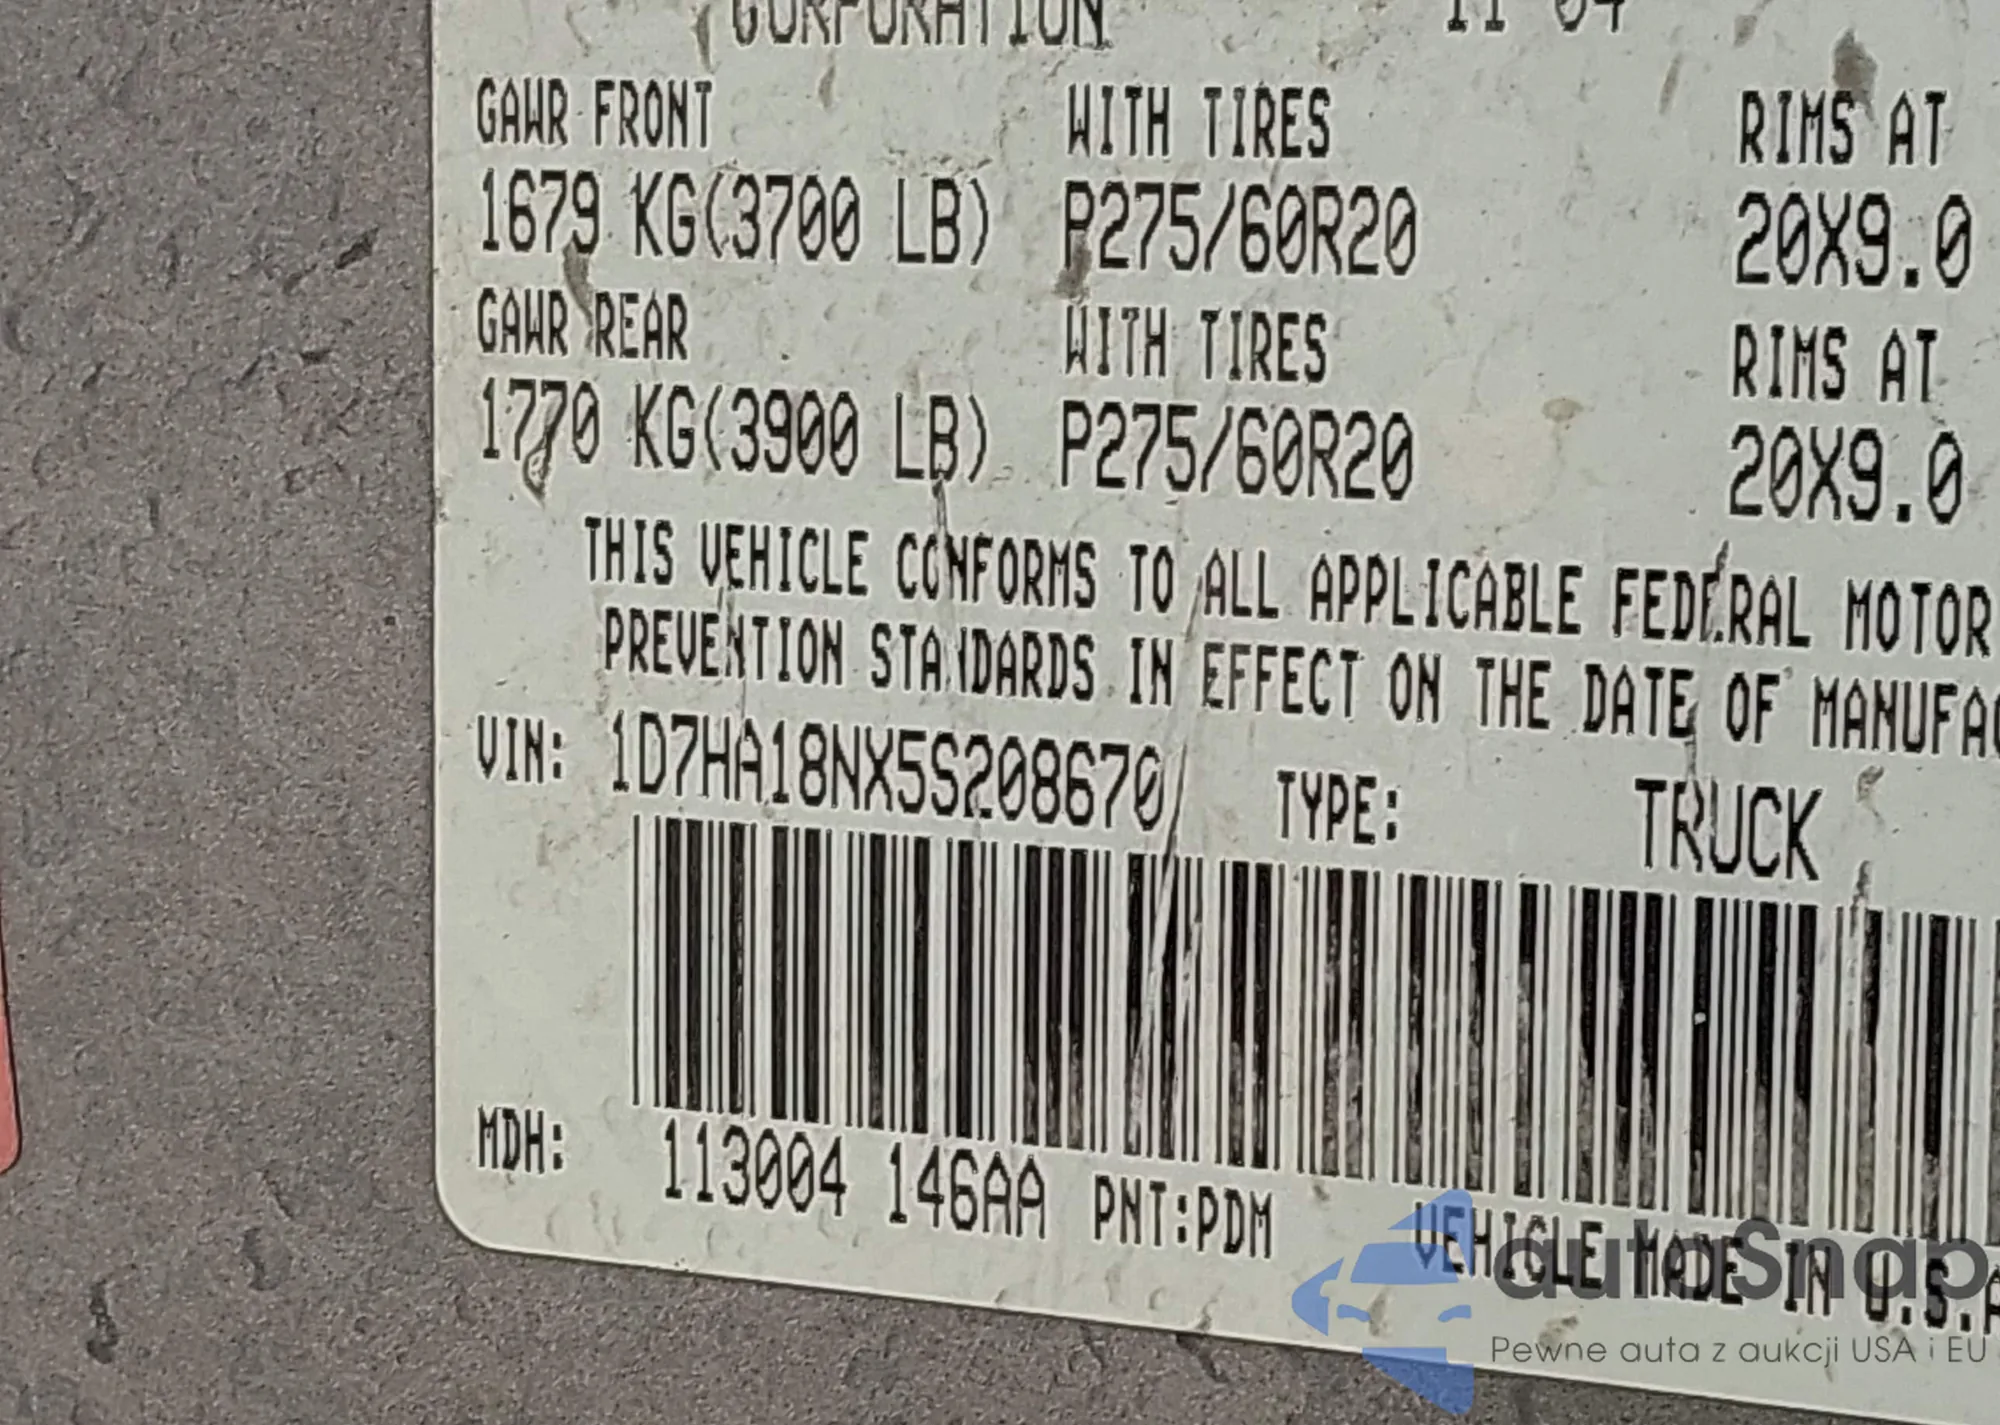 CORPORATION 11 04
GAWR FRONT WITH TIRES RIMS AT
1679 KG(3700 LB) P275/60R20 20X9.0
GAWR REAR WITH TIRES RIMS AT
1770 KG(3900 LB) P275/60R20 20X9.0
THIS VEHICLE CONFORMS TO ALL APPLICABLE FEDERAL MOTOR
PREVENTION STANDARDS IN EFFECT ON THE DATE OF MANUFAC
VIN: 1D7HA18NX5S208670 TYPE: TRUCK
MDH: 113004 146AA PNT:PDM VEHICLE MADE IN U.S.A
autoSnap
Pewne auta z aukcji USA i EU